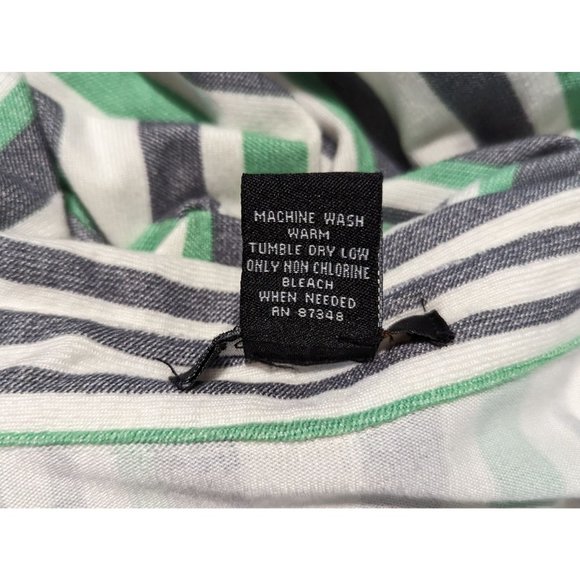 MACHINE WASH
WARM
TUMBLE DRY LOW
ONLY NON CHLORINE
BLEACH
WHEN NEEDED
RN 87348